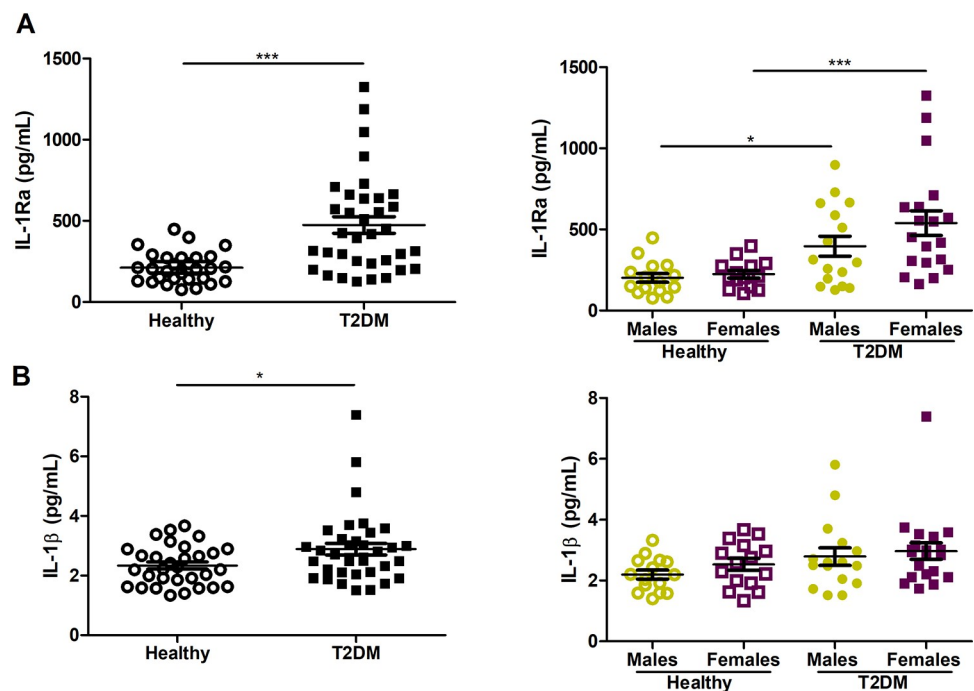 A
IL-1Ra (pg/mL)
1500
1000
500
0
***
Healthy
T2DM
IL-1Ra (pg/mL)
1500
1000
500
0
***
*
Males
Females
Males
Females
Healthy
T2DM
B
IL-1β (pg/mL)
8
6
4
2
0
*
Healthy
T2DM
IL-1β (pg/mL)
8
6
4
2
0
Males
Females
Males
Females
Healthy
T2DM